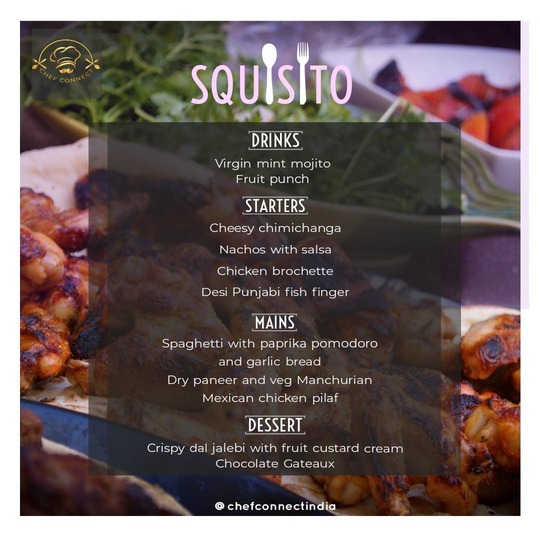 CHEF CONNECT
SQUISITO
DRINKS
Virgin mint mojito
Fruit punch
STARTERS
Cheesy chimichanga
Nachos with salsa
Chicken brochette
Desi Punjabi fish finger
MAINS
Spaghetti with paprika pomodoro
and garlic bread
Dry paneer and veg Manchurian
Mexican chicken pilaf
DESSERT
Crispy dal jalebi with fruit custard cream
Chocolate Gateaux
@chefconnectindia